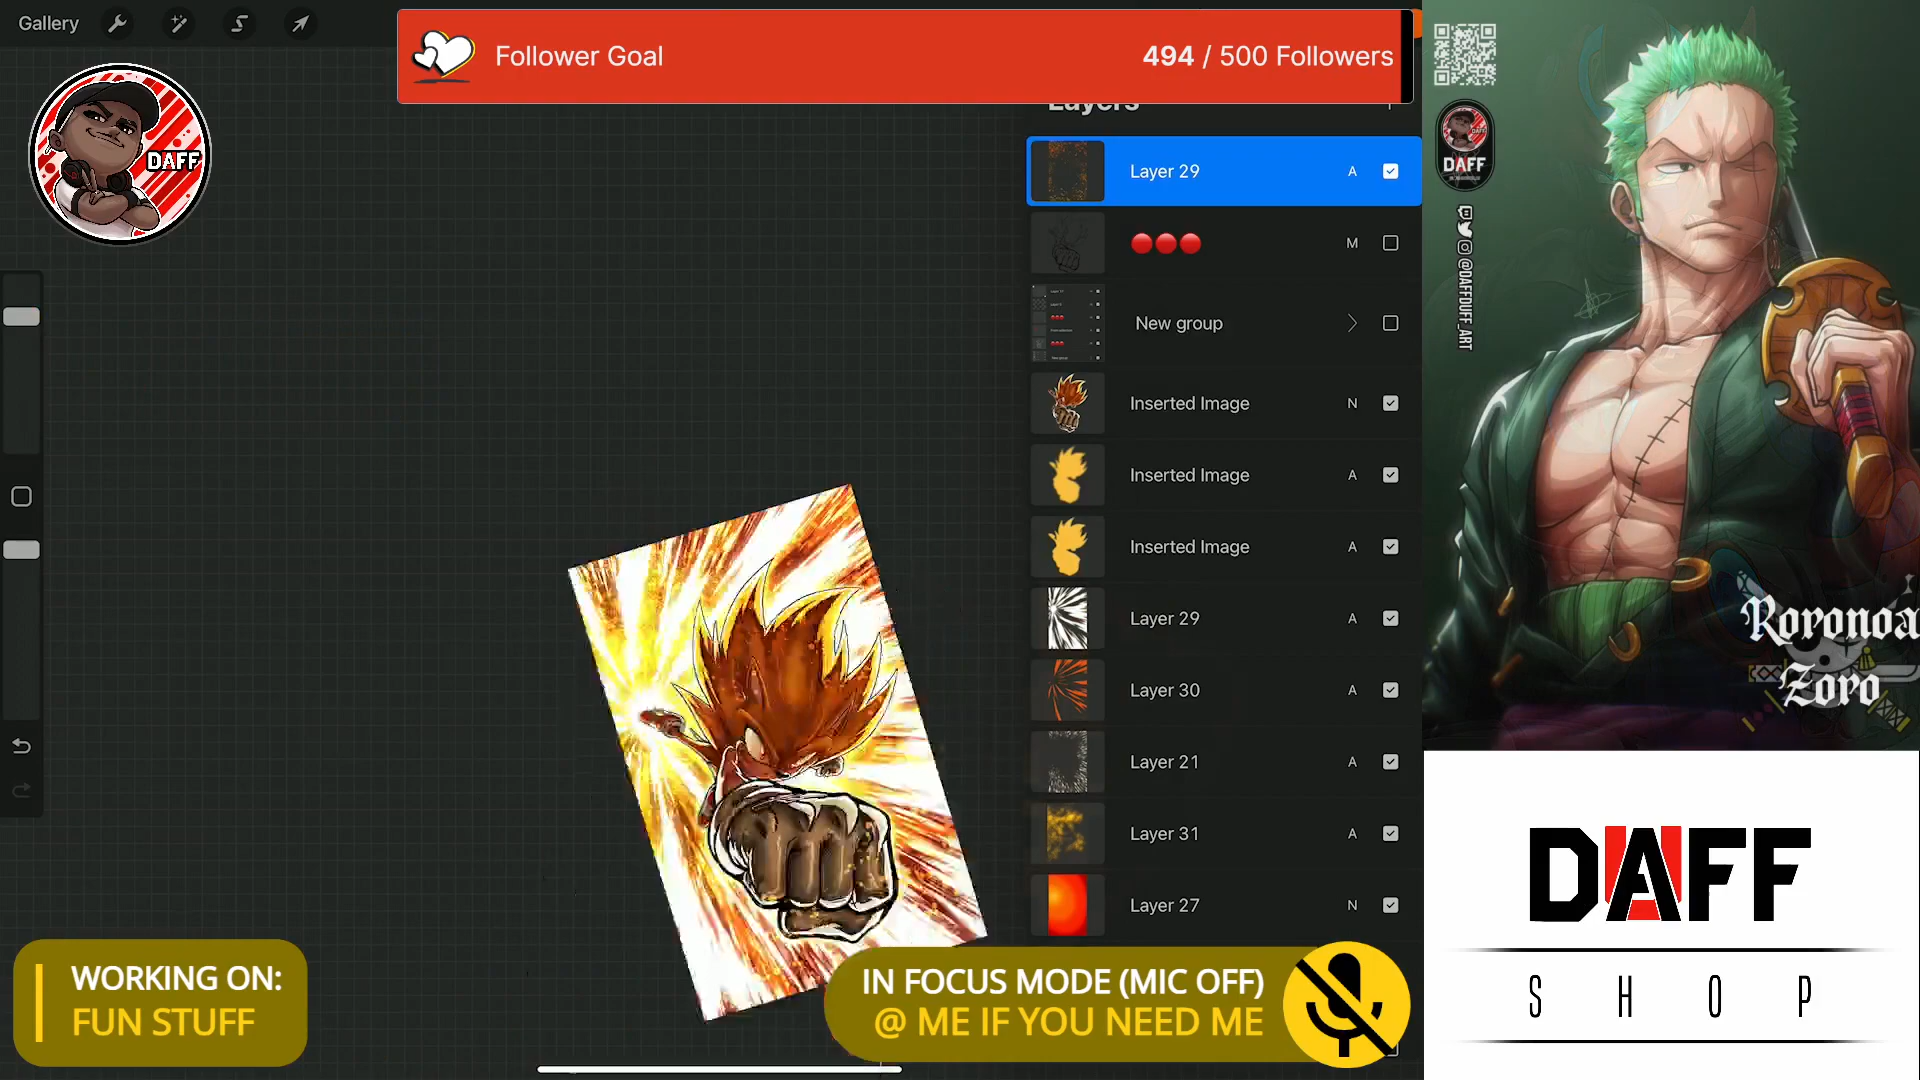 Gallery
Follower Goal
494 / 500 Followers
DAFF
Layers
Layer 29 A
M
New group
Inserted Image N
Inserted Image A
Inserted Image A
Layer 29 A
Layer 30 A
Layer 21 A
Layer 31 A
Layer 27 N
WORKING ON:
FUN STUFF
IN FOCUS MODE (MIC OFF)
@ ME IF YOU NEED ME
DAFF
@DAFFDUFF_ART
Roronoa
Zoro
DAFF
SHOP